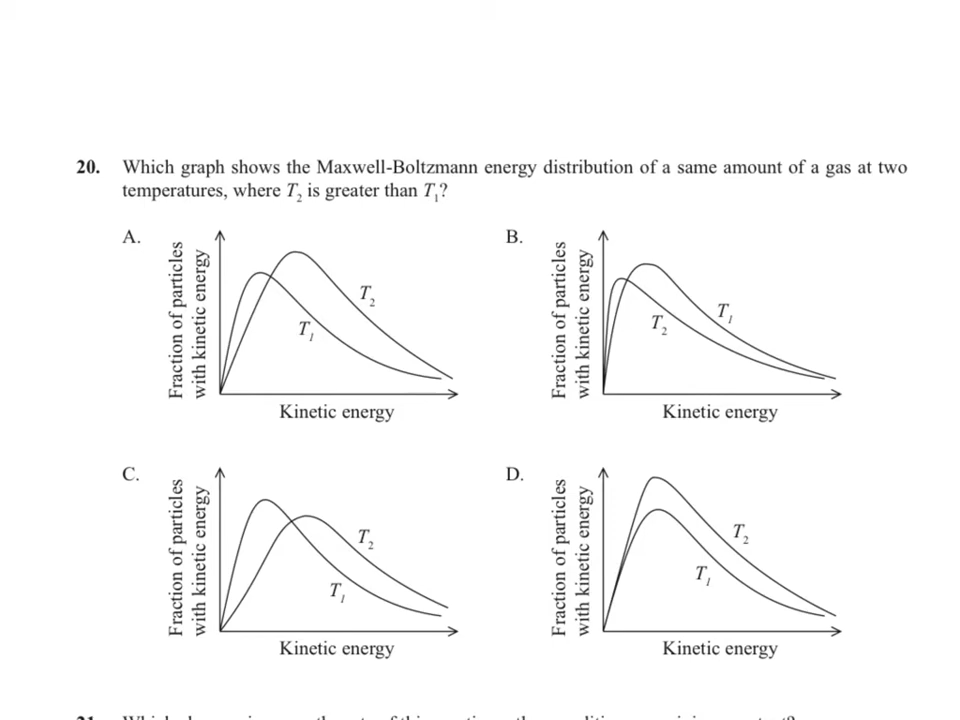 20. Which graph shows the Maxwell-Boltzmann energy distribution of a same amount of a gas at two
temperatures, where T₂ is greater than T₁?
A.
Fraction of particles
with kinetic energy
T₂
T₁
Kinetic energy
B.
Fraction of particles
with kinetic energy
T₁
T₂
Kinetic energy
C.
Fraction of particles
with kinetic energy
T₂
T₁
Kinetic energy
D.
Fraction of particles
with kinetic energy
T₂
T₁
Kinetic energy